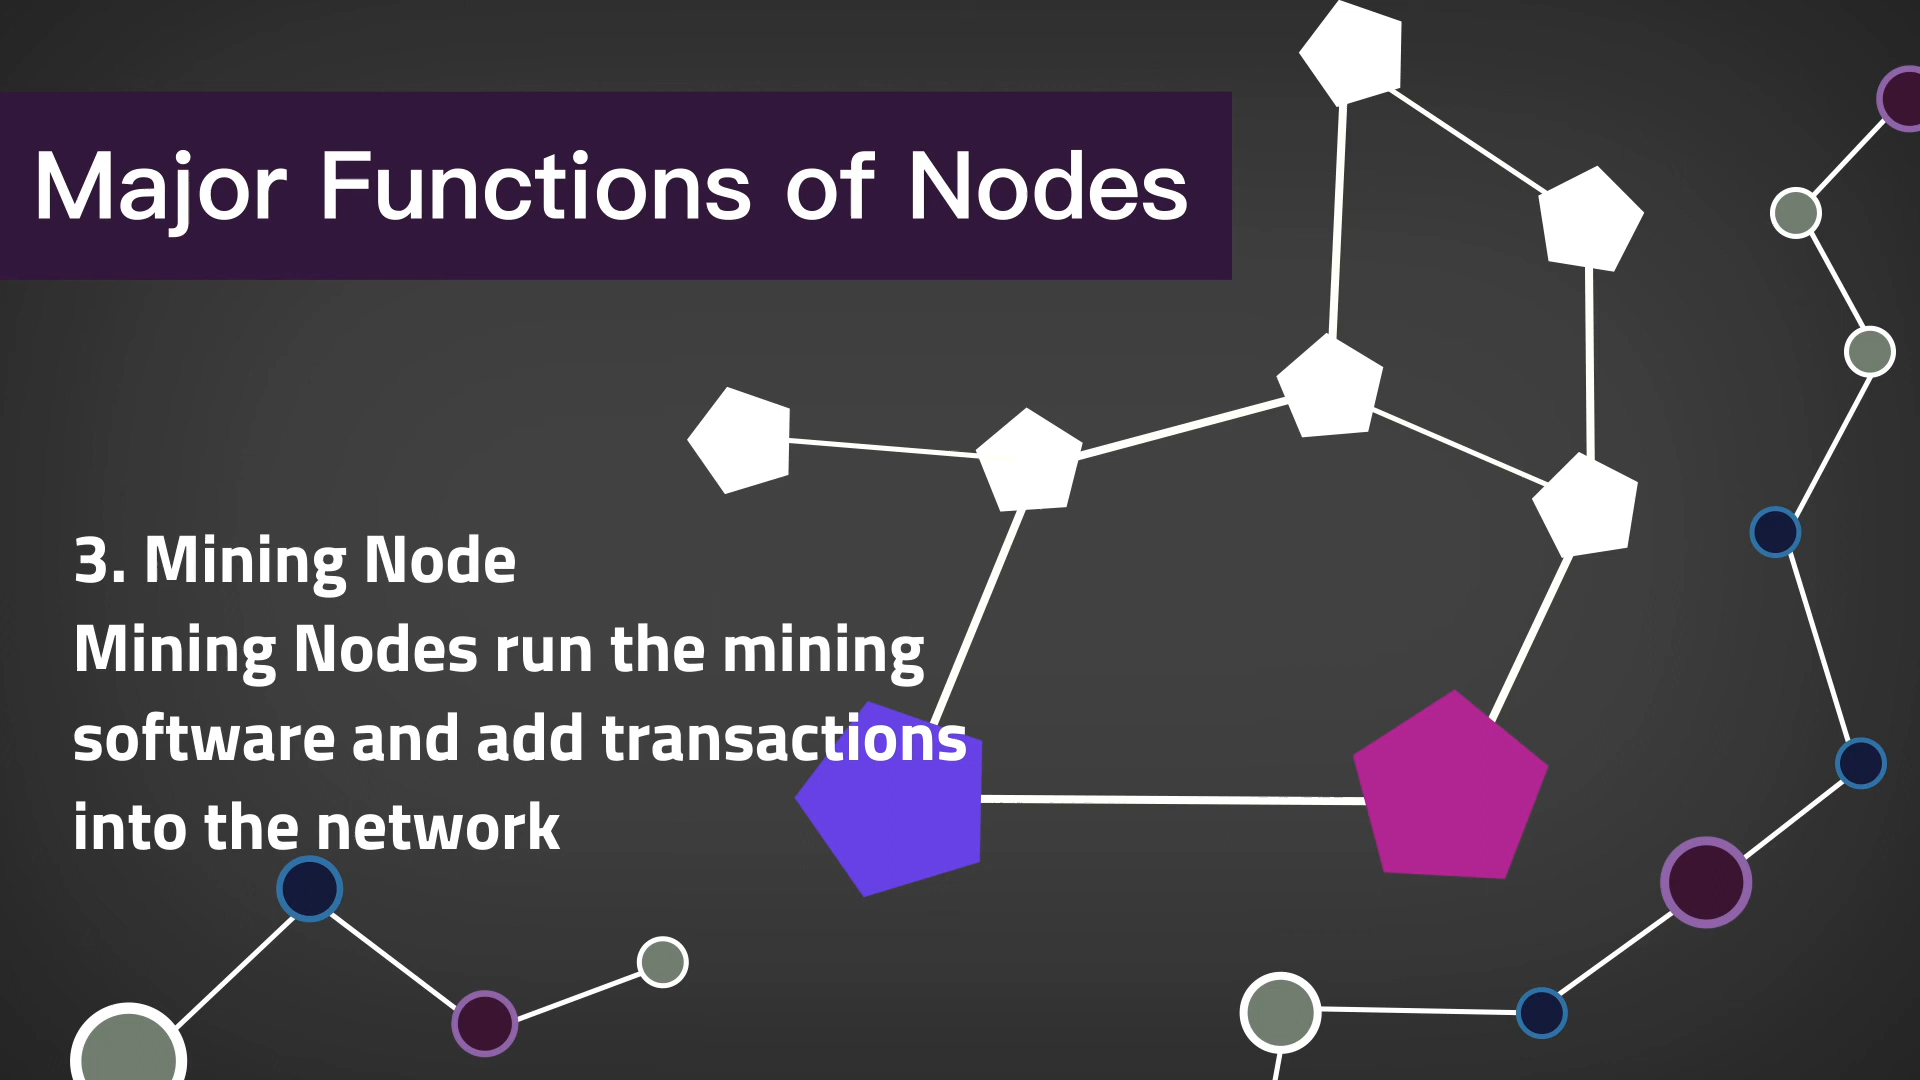 Major Functions of Nodes
3. Mining Node
Mining Nodes run the mining
software and add transactions
into the network